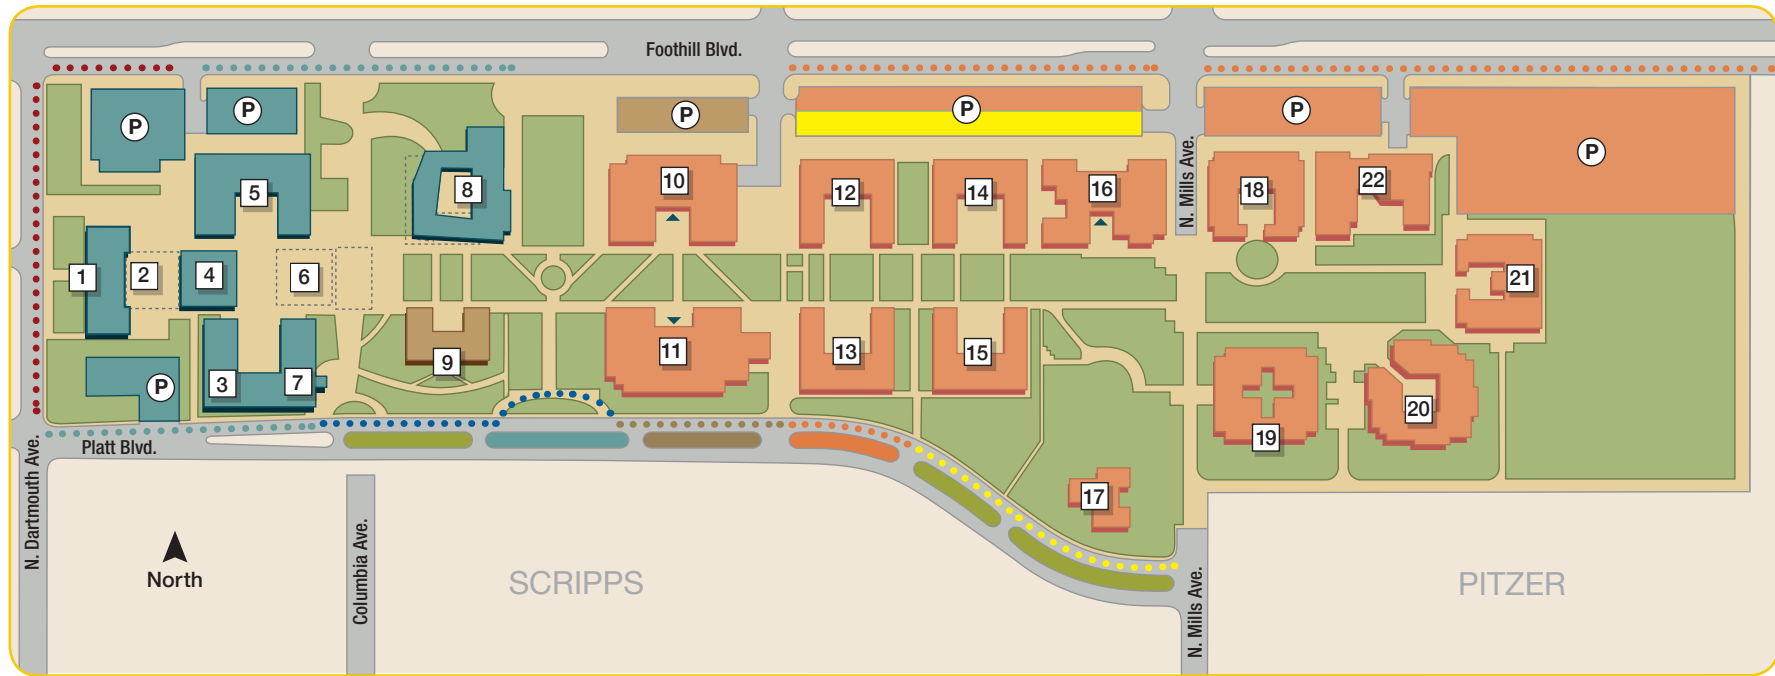 Foothill Blvd.
P
P
P
P
P
P
N. Mills Ave.
5
8
10
12
14
16
18
22
1
2
4
6
21
3
7
P
9
11
13
15
20
19
Platt Blvd.
N. Dartmouth Ave.
17
Columbia Ave.
North
SCRIPPS
PITZER
N. Mills Ave.